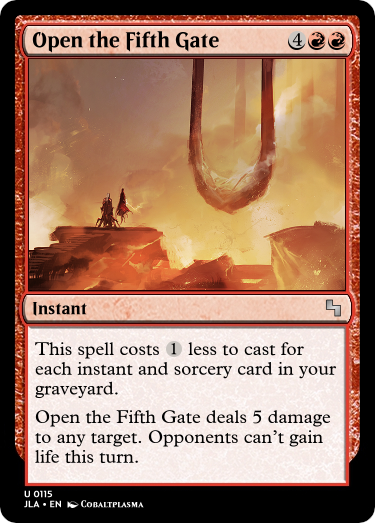 Open the Fifth Gate 4
Instant
This spell costs 1 less to cast for
each instant and sorcery card in your
graveyard.
Open the Fifth Gate deals 5 damage
to any target. Opponents can't gain
life this turn.
U 0115
JLA • EN Cobaltplasma